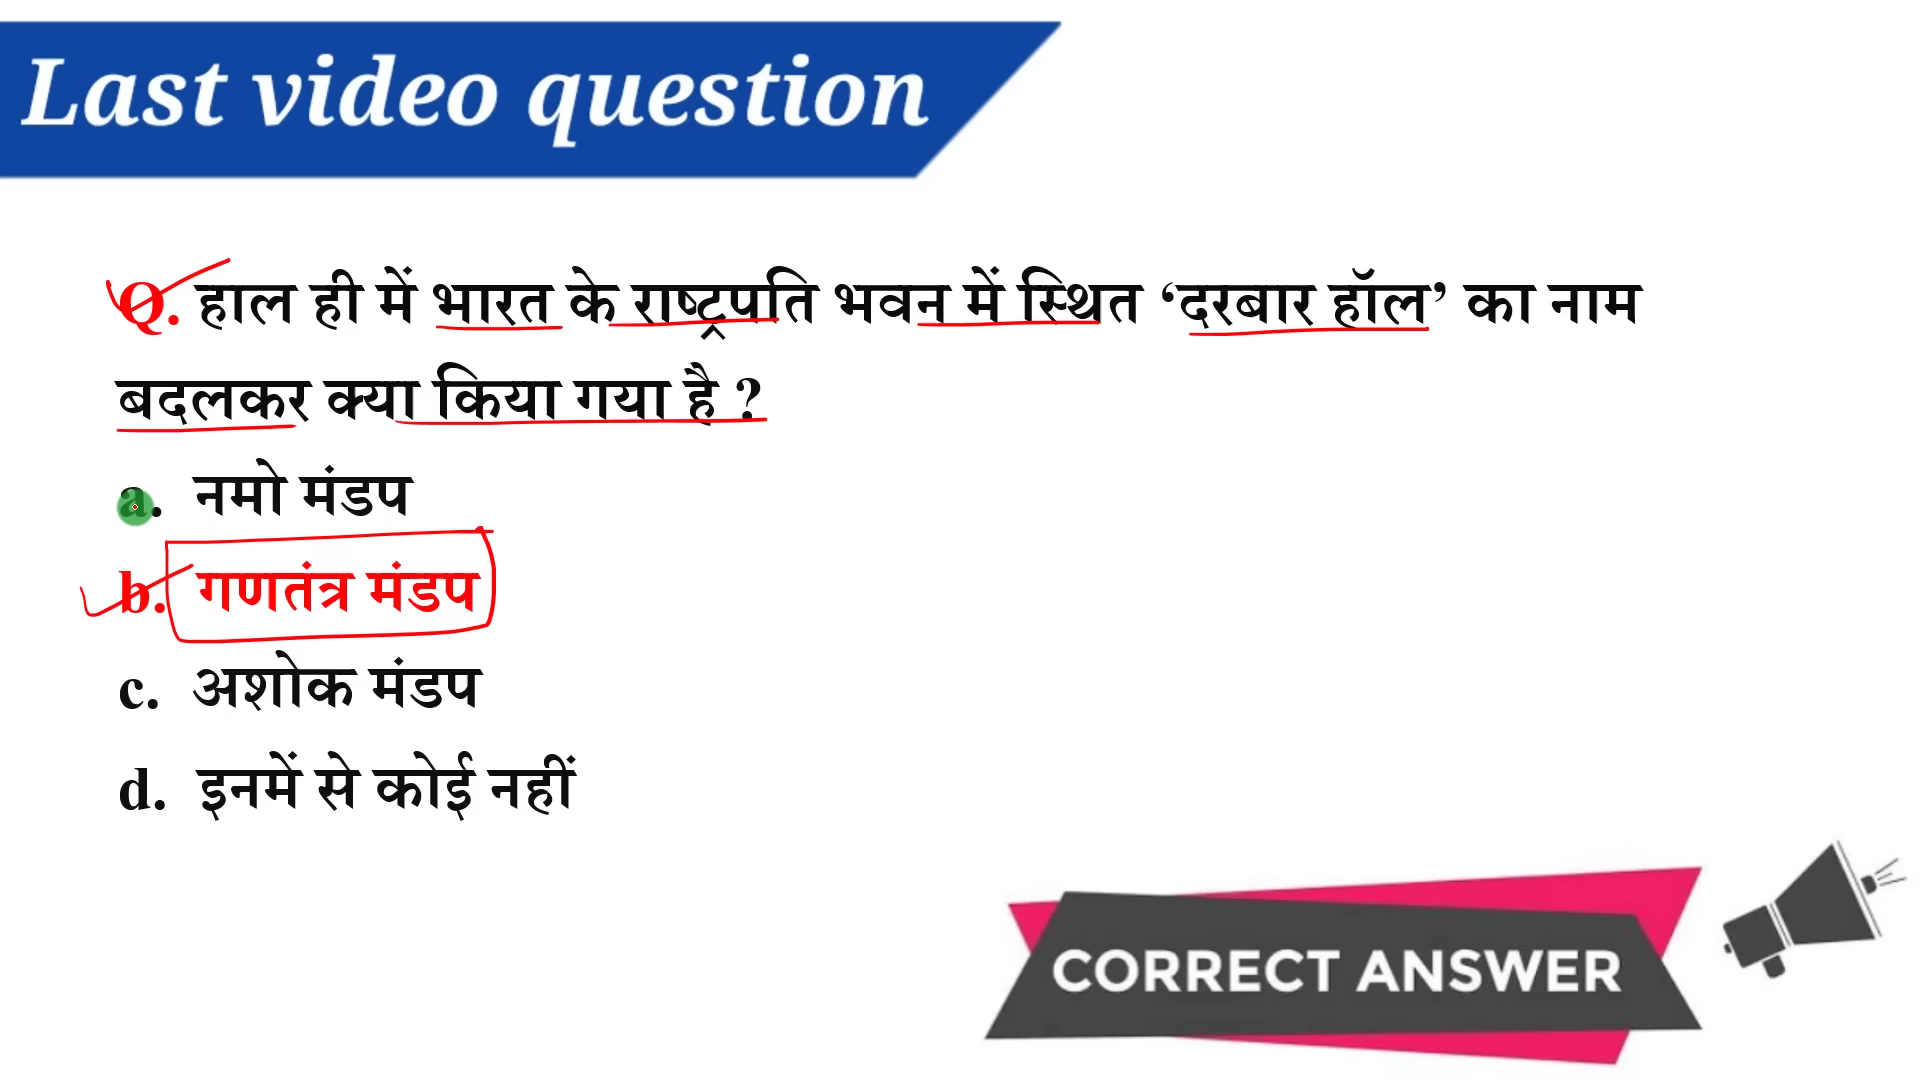 Last video question
Q. हाल ही में भारत के राष्ट्रपति भवन में स्थित ‘दरबार हॉल’ का नाम
बदलकर क्या किया गया है ?
a. नमो मंडप
b. गणतंत्र मंडप
c. अशोक मंडप
d. इनमें से कोई नहीं
CORRECT ANSWER